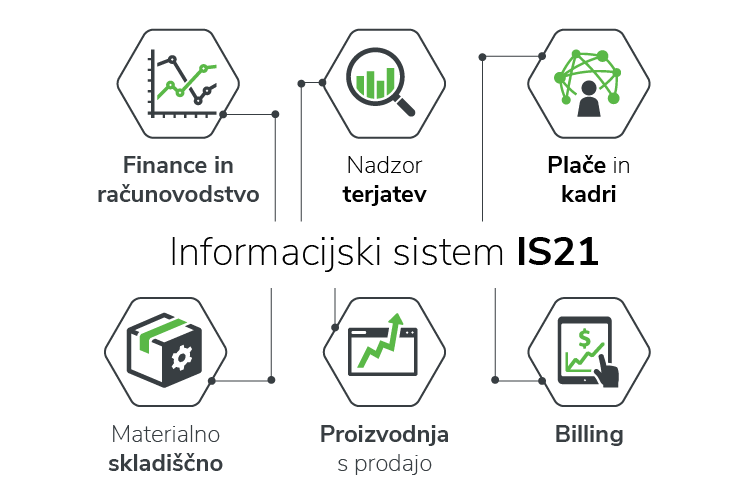 Finance in
računovodstvo
Nadzor
terjatev
Plače in
kadri
Informacijski sistem IS21
$
Materialno
skladiščno
Proizvodnja
s prodajo
Billing